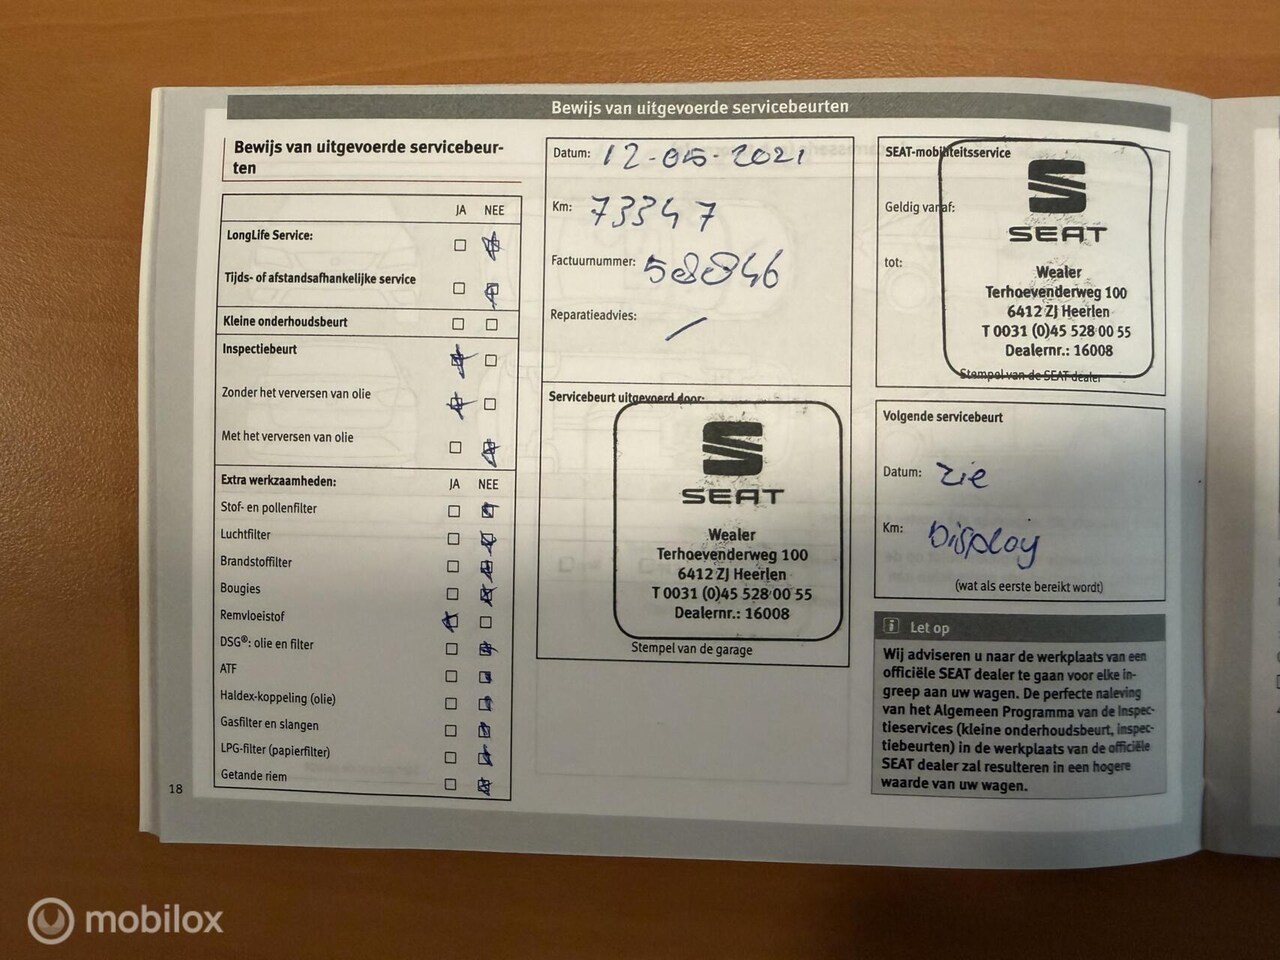 Bewijs van uitgevoerde servicebeurten
Bewijs van uitgevoerde servicebeur-
ten
JA NEE
LongLife Service:
Tijds- of afstandsafhankelijke service
Kleine onderhoudsbeurt
Inspectiebeurt
Zonder het verversen van olie
Met het verversen van olie
Extra werkzaamheden: JA NEE
Stof- en pollenfilter
Luchtfilter
Brandstoffilter
Bougies
Remvloeistof
DSG®: olie en filter
ATF
Haldex-koppeling (olie)
Gasfilter en slangen
LPG-filter (papierfilter)
Getande riem
18
Datum: 12-05-2021
Km: 73347
Factuurnummer: 58846
Reparatieadvies: /
Servicebeurt uitgevoerd door:
SEAT
Wealer
Terhoevenderweg 100
6412 ZJ Heerlen
T 0031 (0)45 528 00 55
Dealernr.: 16008
Stempel van de garage
SEAT-mobiliteitsservice
Geldig vanaf:
tot:
SEAT
Wealer
Terhoevenderweg 100
6412 ZJ Heerlen
T 0031 (0)45 528 00 55
Dealernr.: 16008
Stempel van de SEAT dealer
Volgende servicebeurt
Datum: zie
Km: Display
(wat als eerste bereikt wordt)
i Let op
Wij adviseren u naar de werkplaats van een
officiële SEAT dealer te gaan voor elke in-
greep aan uw wagen. De perfecte naleving
van het Algemeen Programma van de Inspec-
tieservices (kleine onderhoudsbeurt, inspec-
tiebeurten) in de werkplaats van de officiële
SEAT dealer zal resulteren in een hogere
waarde van uw wagen.
mobilox